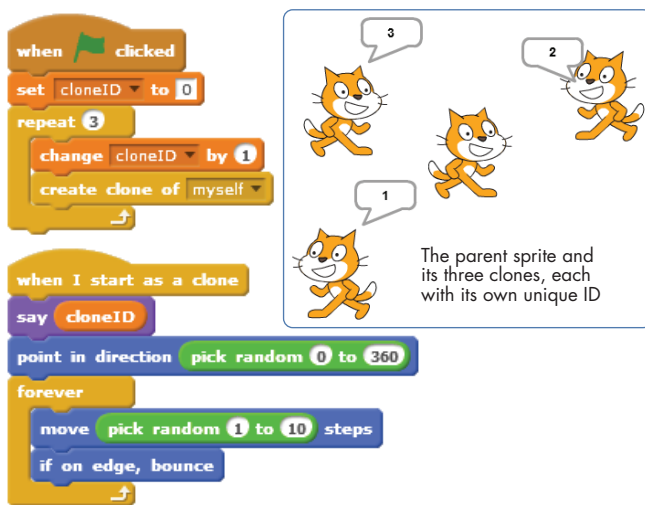 when clicked
set cloneID to 0
repeat 3
change cloneID by 1
create clone of myself
when I start as a clone
say cloneID
point in direction pick random 0 to 360
forever
move pick random 1 to 10 steps
if on edge, bounce
3
2
1
The parent sprite and
its three clones, each
with its own unique ID